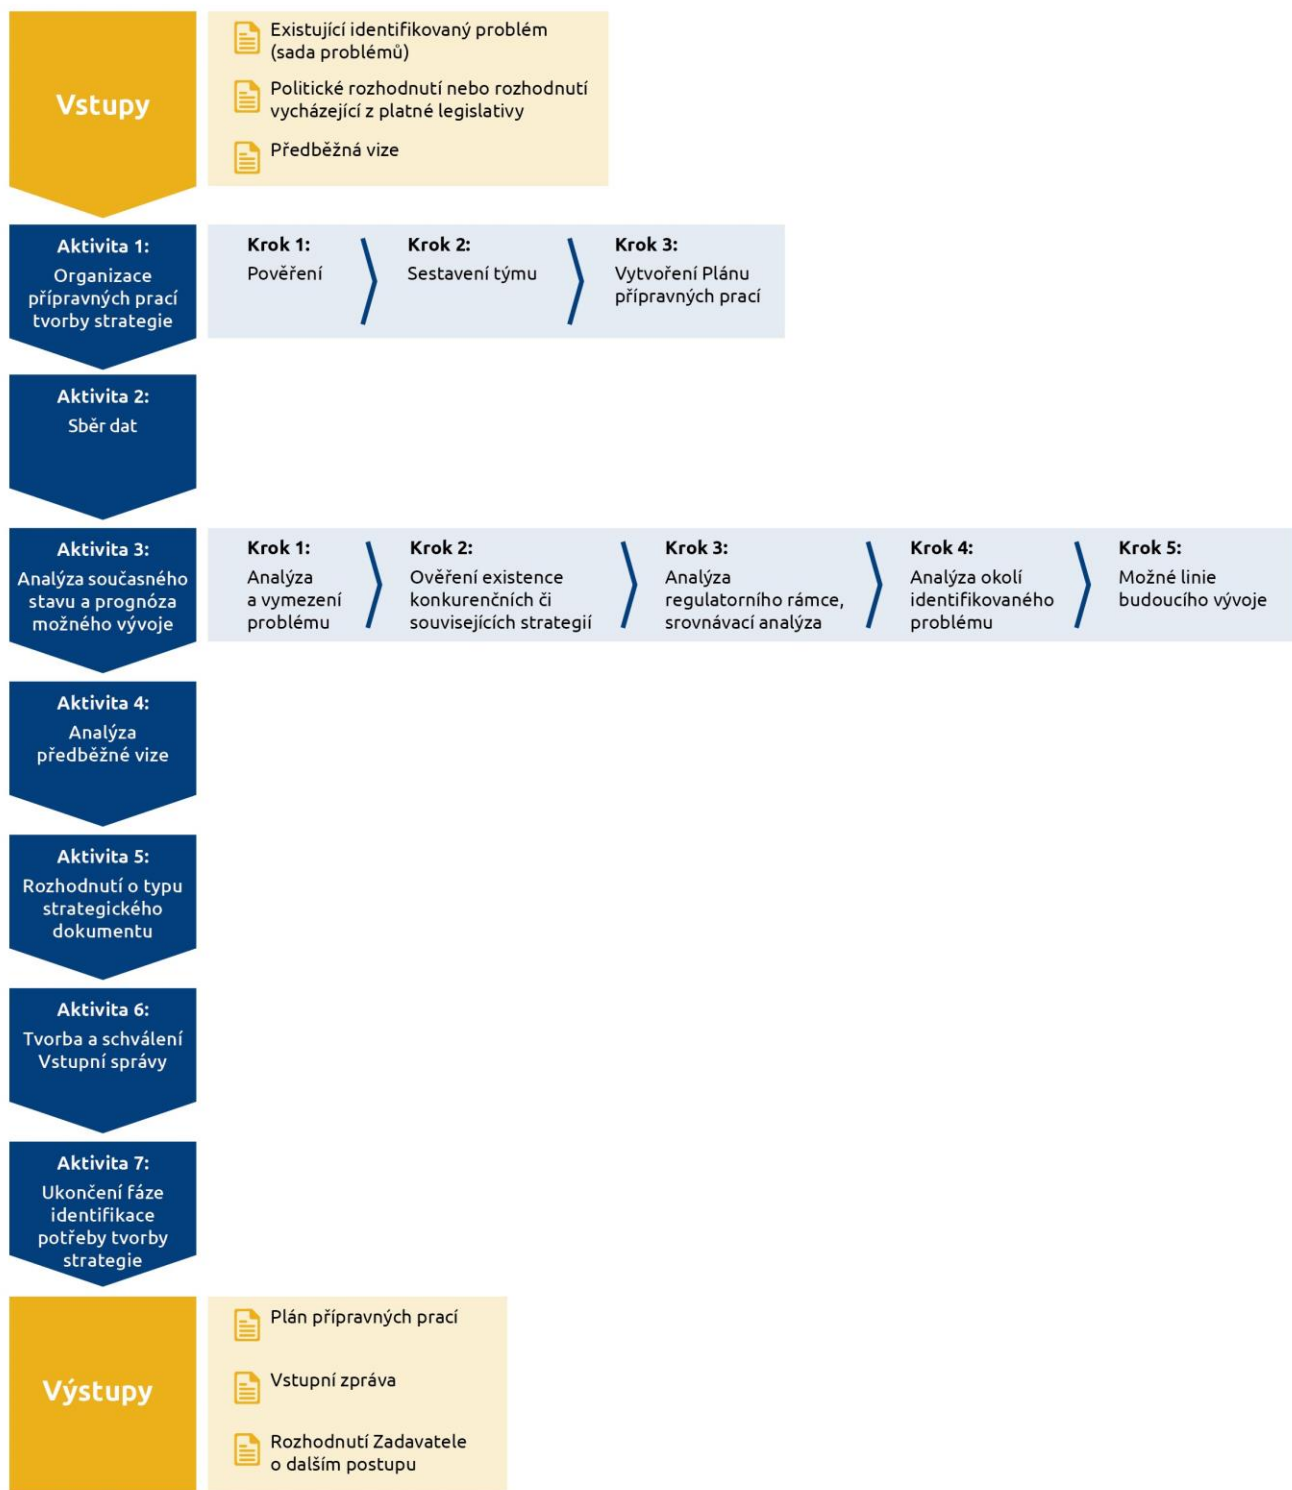 Vstupy
Existující identifikovaný problém
(sada problémů)
Politické rozhodnutí nebo rozhodnutí
vycházející z platné legislativy
Předběžná vize
Aktivita 1:
Organizace
přípravných prací
tvorby strategie
Krok 1:
Pověření
Krok 2:
Sestavení týmu
Krok 3:
Vytvoření Plánu
přípravných prací
Aktivita 2:
Sběr dat
Aktivita 3:
Analýza současného
stavu a prognóza
možného vývoje
Krok 1:
Analýza
a vymezení
problému
Krok 2:
Ověření existence
konkurenčních či
souvisejících strategií
Krok 3:
Analýza
regulatorního rámce,
srovnávací analýza
Krok 4:
Analýza okolí
identifikovaného
problému
Krok 5:
Možné linie
budoucího vývoje
Aktivita 4:
Analýza
předběžné vize
Aktivita 5:
Rozhodnutí o typu
strategického
dokumentu
Aktivita 6:
Tvorba a schválení
Vstupní správy
Aktivita 7:
Ukončení fáze
identifikace
potřeby tvorby
strategie
Výstupy
Plán přípravných prací
Vstupní zpráva
Rozhodnutí Zadavatele
o dalším postupu